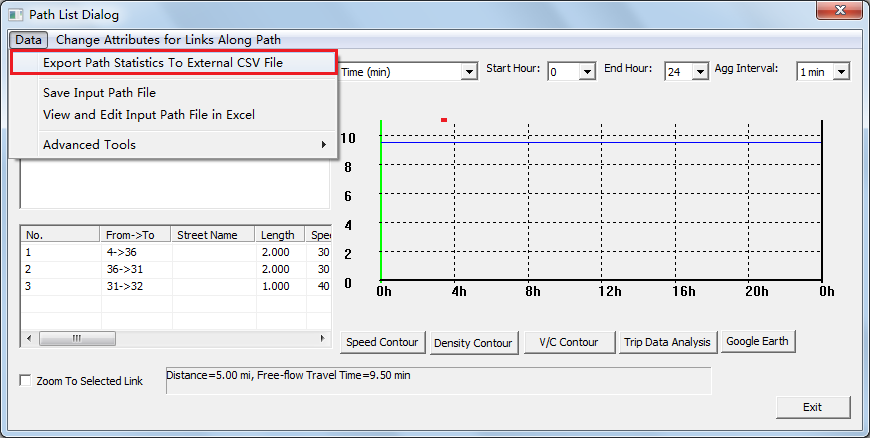 Path List Dialog
Data Change Attributes for Links Along Path
Export Path Statistics To External CSV File
Save Input Path File
View and Edit Input Path File in Excel
Advanced Tools
Time (min) Start Hour: 0 End Hour: 24 Agg Interval: 1 min
10
8
6
4
2
0
0h 4h 8h 12h 16h 20h 0h
No. From->To Street Name Length Spee
1 4->36 2.000 30
2 36->31 2.000 30
3 31->32 1.000 40
Speed Contour Density Contour V/C Contour Trip Data Analysis Google Earth
Zoom To Selected Link Distance=5.00 mi, Free-flow Travel Time=9.50 min
Exit